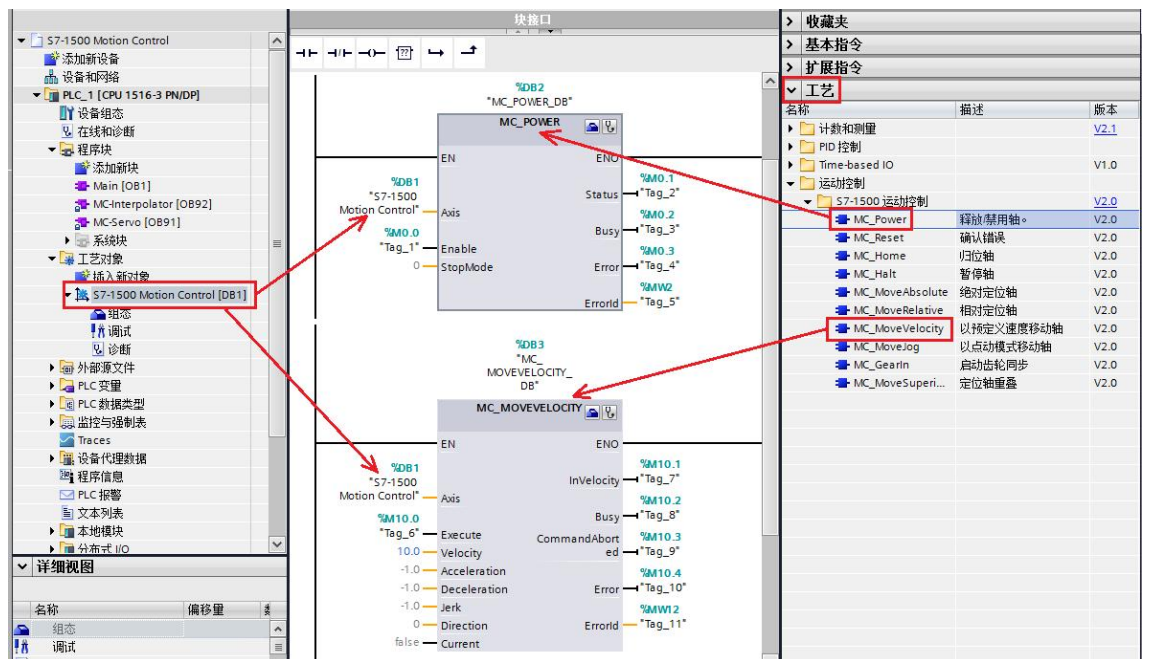 块接口
S7-1500 Motion Control
添加新设备
设备和网络
PLC_1 [CPU 1516-3 PN/DP]
设备组态
在线和诊断
程序块
添加新块
Main [OB1]
MC-Interpolator [OB92]
MC-Servo [OB91]
系统块
工艺对象
插入新对象
S7-1500 Motion Control [DB1]
组态
调试
诊断
外部源文件
PLC 变量
PLC 数据类型
监控与强制表
Traces
设备代理数据
程序信息
PLC 报警
文本列表
本地模块
分布式 I/O
详细视图
名称 偏移量
组态
调试
??
%DB2
"MC_POWER_DB"
MC_POWER
EN ENO
%DB1
"S7-1500
Motion Control" Axis
%M0.0
"Tag_1" Enable
0 StopMode
%M0.1
Status "Tag_2"
%M0.2
Busy "Tag_3"
%M0.3
Error "Tag_4"
%MW2
ErrorId "Tag_5"
%DB3
"MC_
MOVEVELOCITY_
DB"
MC_MOVEVELOCITY
EN ENO
%DB1
"S7-1500
Motion Control" Axis
%M10.0
"Tag_6" Execute
10.0 Velocity
-1.0 Acceleration
-1.0 Deceleration
-1.0 Jerk
0 Direction
false Current
%M10.1
InVelocity "Tag_7"
%M10.2
Busy "Tag_8"
CommandAbort %M10.3
ed "Tag_9"
%M10.4
Error "Tag_10"
%MW12
ErrorId "Tag_11"
收藏夹
基本指令
扩展指令
工艺
名称 描述 版本
计数和测量 V2.1
PID 控制
Time-based IO V1.0
运动控制
S7-1500 运动控制 V2.0
MC_Power 释放/禁用轴。 V2.0
MC_Reset 确认错误 V2.0
MC_Home 归位轴 V2.0
MC_Halt 暂停轴 V2.0
MC_MoveAbsolute 绝对定位轴 V2.0
MC_MoveRelative 相对定位轴 V2.0
MC_MoveVelocity 以预定义速度移动轴 V2.0
MC_MoveJog 以点动模式移动轴 V2.0
MC_GearIn 启动齿轮同步 V2.0
MC_MoveSuperi... 定位轴重叠 V2.0